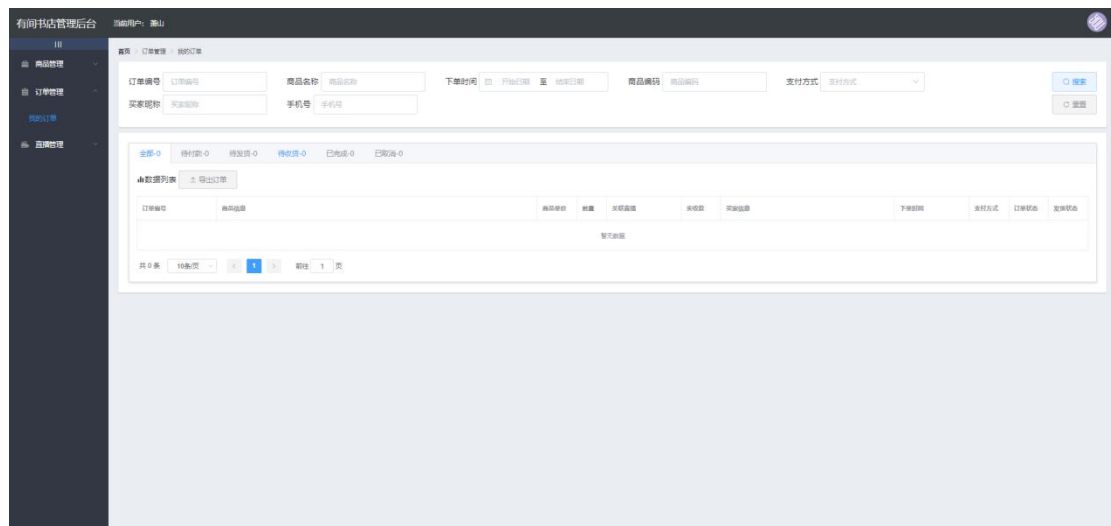 有间书店管理后台 当前用户: 萧山
首页 > 订单管理 > 我的订单
商品管理
订单管理
我的订单
直播管理
订单编号 订单编号 商品名称 商品名称 下单时间 开始日期 至 结束日期 商品编码 商品编码 支付方式 支付方式 搜索
买家昵称 买家昵称 手机号 手机号 重置
全部-0 待付款-0 待发货-0 待收货-0 已完成-0 已取消-0
数据列表 导出订单
订单编号 商品信息 商品单价 数量 关联直播 实收款 买家信息 下单时间 支付方式 订单状态 发货状态
暂无数据
共 0 条 10条/页 < 1 > 前往 1 页